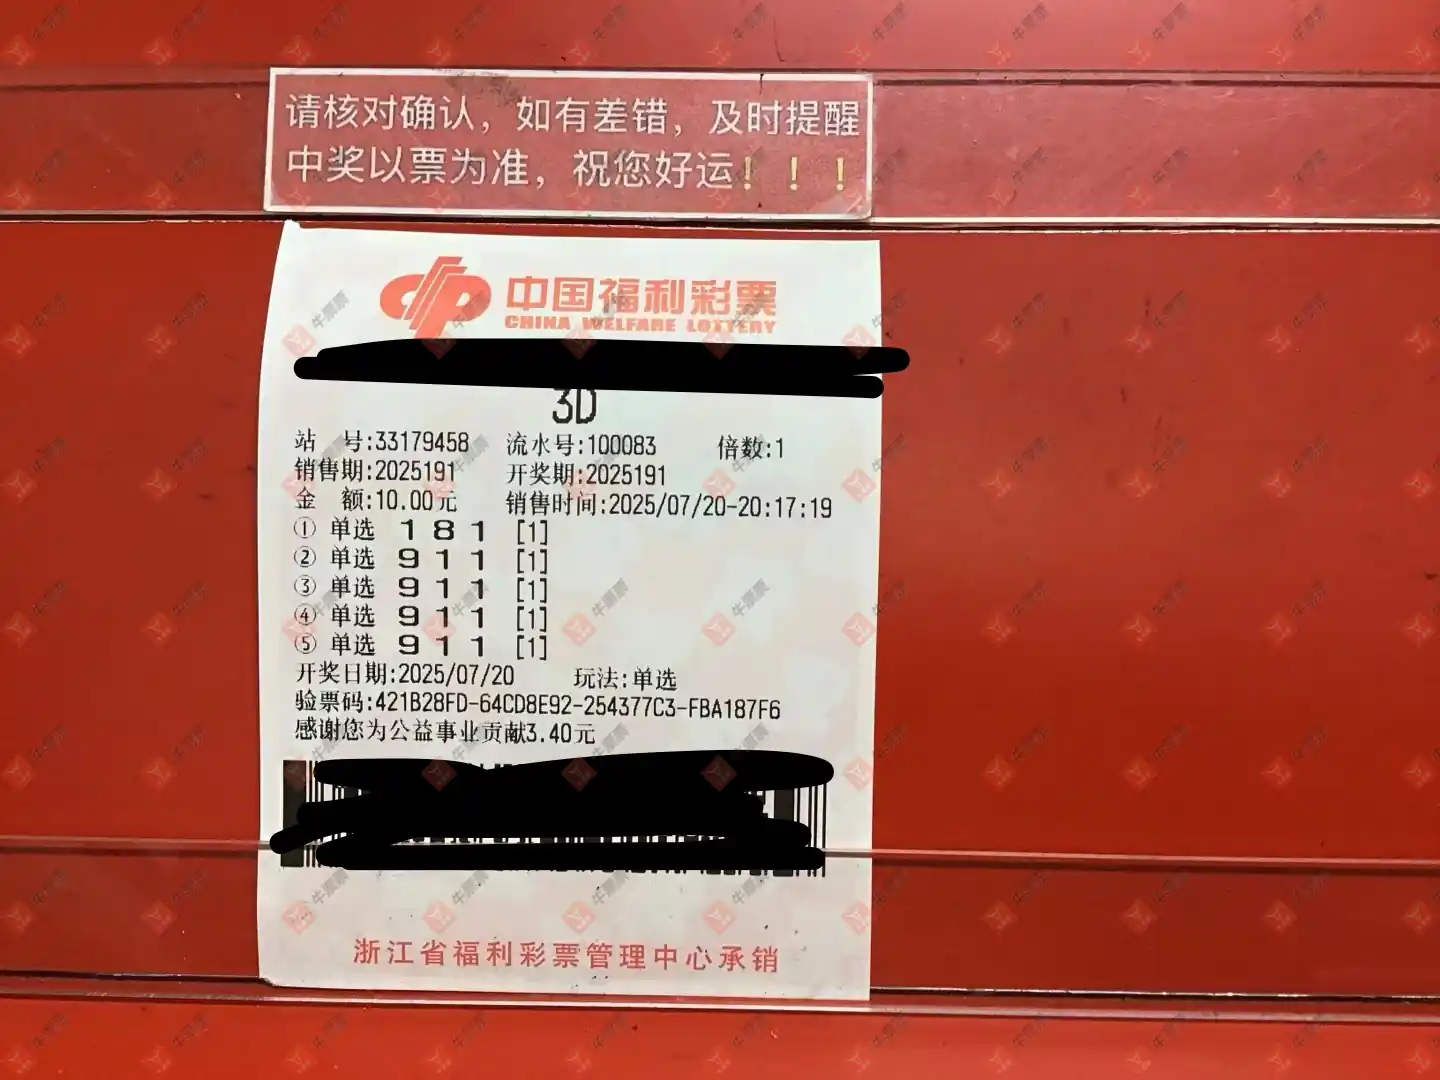 请核对确认，如有差错，及时提醒
中奖以票为准，祝您好运！！！
中国福利彩票
CHINA WELFARE LOTTERY
3D
站 号:33179458 流水号:100083 倍数:1
销售期:2025191 开奖期:2025191
金 额:10.00元 销售时间:2025/07/20-20:17:19
① 单选 1 8 1 [1]
② 单选 9 1 1 [1]
③ 单选 9 1 1 [1]
④ 单选 9 1 1 [1]
⑤ 单选 9 1 1 [1]
开奖日期:2025/07/20 玩法:单选
验票码:421B28FD-64CD8E92-254377C3-FBA187F6
感谢您为公益事业贡献3.40元
浙江省福利彩票管理中心承销
牛票票